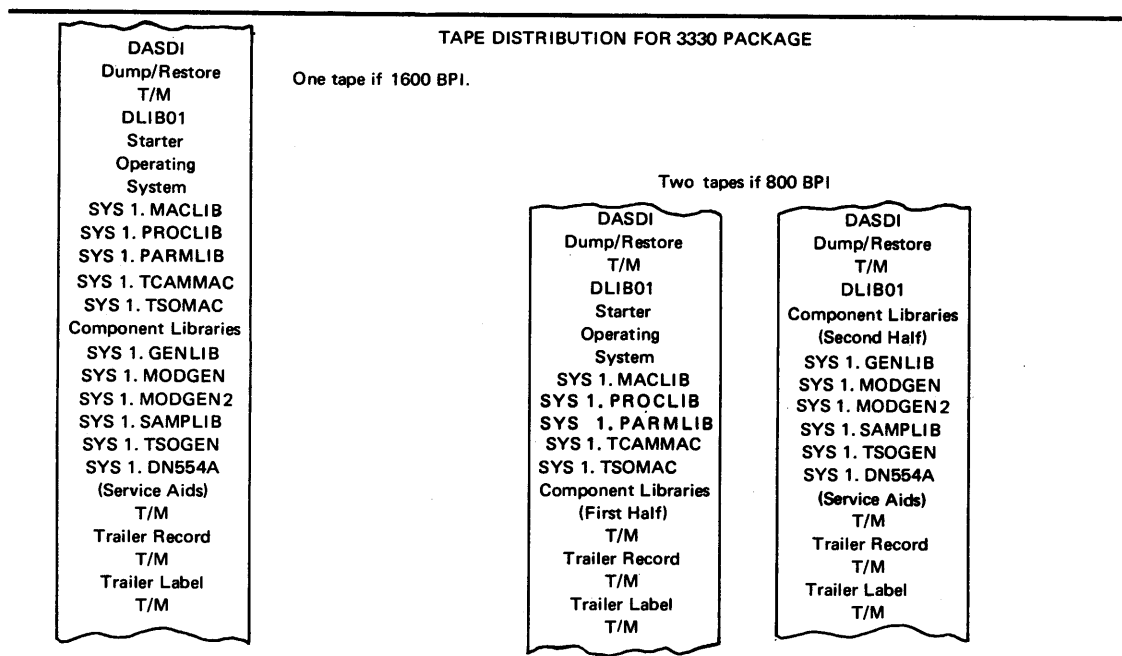 TAPE DISTRIBUTION FOR 3330 PACKAGE
One tape if 1600 BPI.
DASDI
Dump/Restore
T/M
DLIB01
Starter
Operating
System
SYS 1. MACLIB
SYS 1. PROCLIB
SYS 1. PARMLIB
SYS 1. TCAMMAC
SYS 1. TSOMAC
Component Libraries
SYS 1. GENLIB
SYS 1. MODGEN
SYS 1. MODGEN2
SYS 1. SAMPLIB
SYS 1. TSOGEN
SYS 1. DN554A
(Service Aids)
T/M
Trailer Record
T/M
Trailer Label
T/M
Two tapes if 800 BPI
DASDI
Dump/Restore
T/M
DLIB01
Starter
Operating
System
SYS 1. MACLIB
SYS 1. PROCLIB
SYS 1. PARMLIB
SYS 1. TCAMMAC
SYS 1. TSOMAC
Component Libraries
(First Half)
T/M
Trailer Record
T/M
Trailer Label
T/M
DASDI
Dump/Restore
T/M
DLIB01
Component Libraries
(Second Half)
SYS 1. GENLIB
SYS 1. MODGEN
SYS 1. MODGEN2
SYS 1. SAMPLIB
SYS 1. TSOGEN
SYS 1. DN554A
(Service Aids)
T/M
Trailer Record
T/M
Trailer Label
T/M